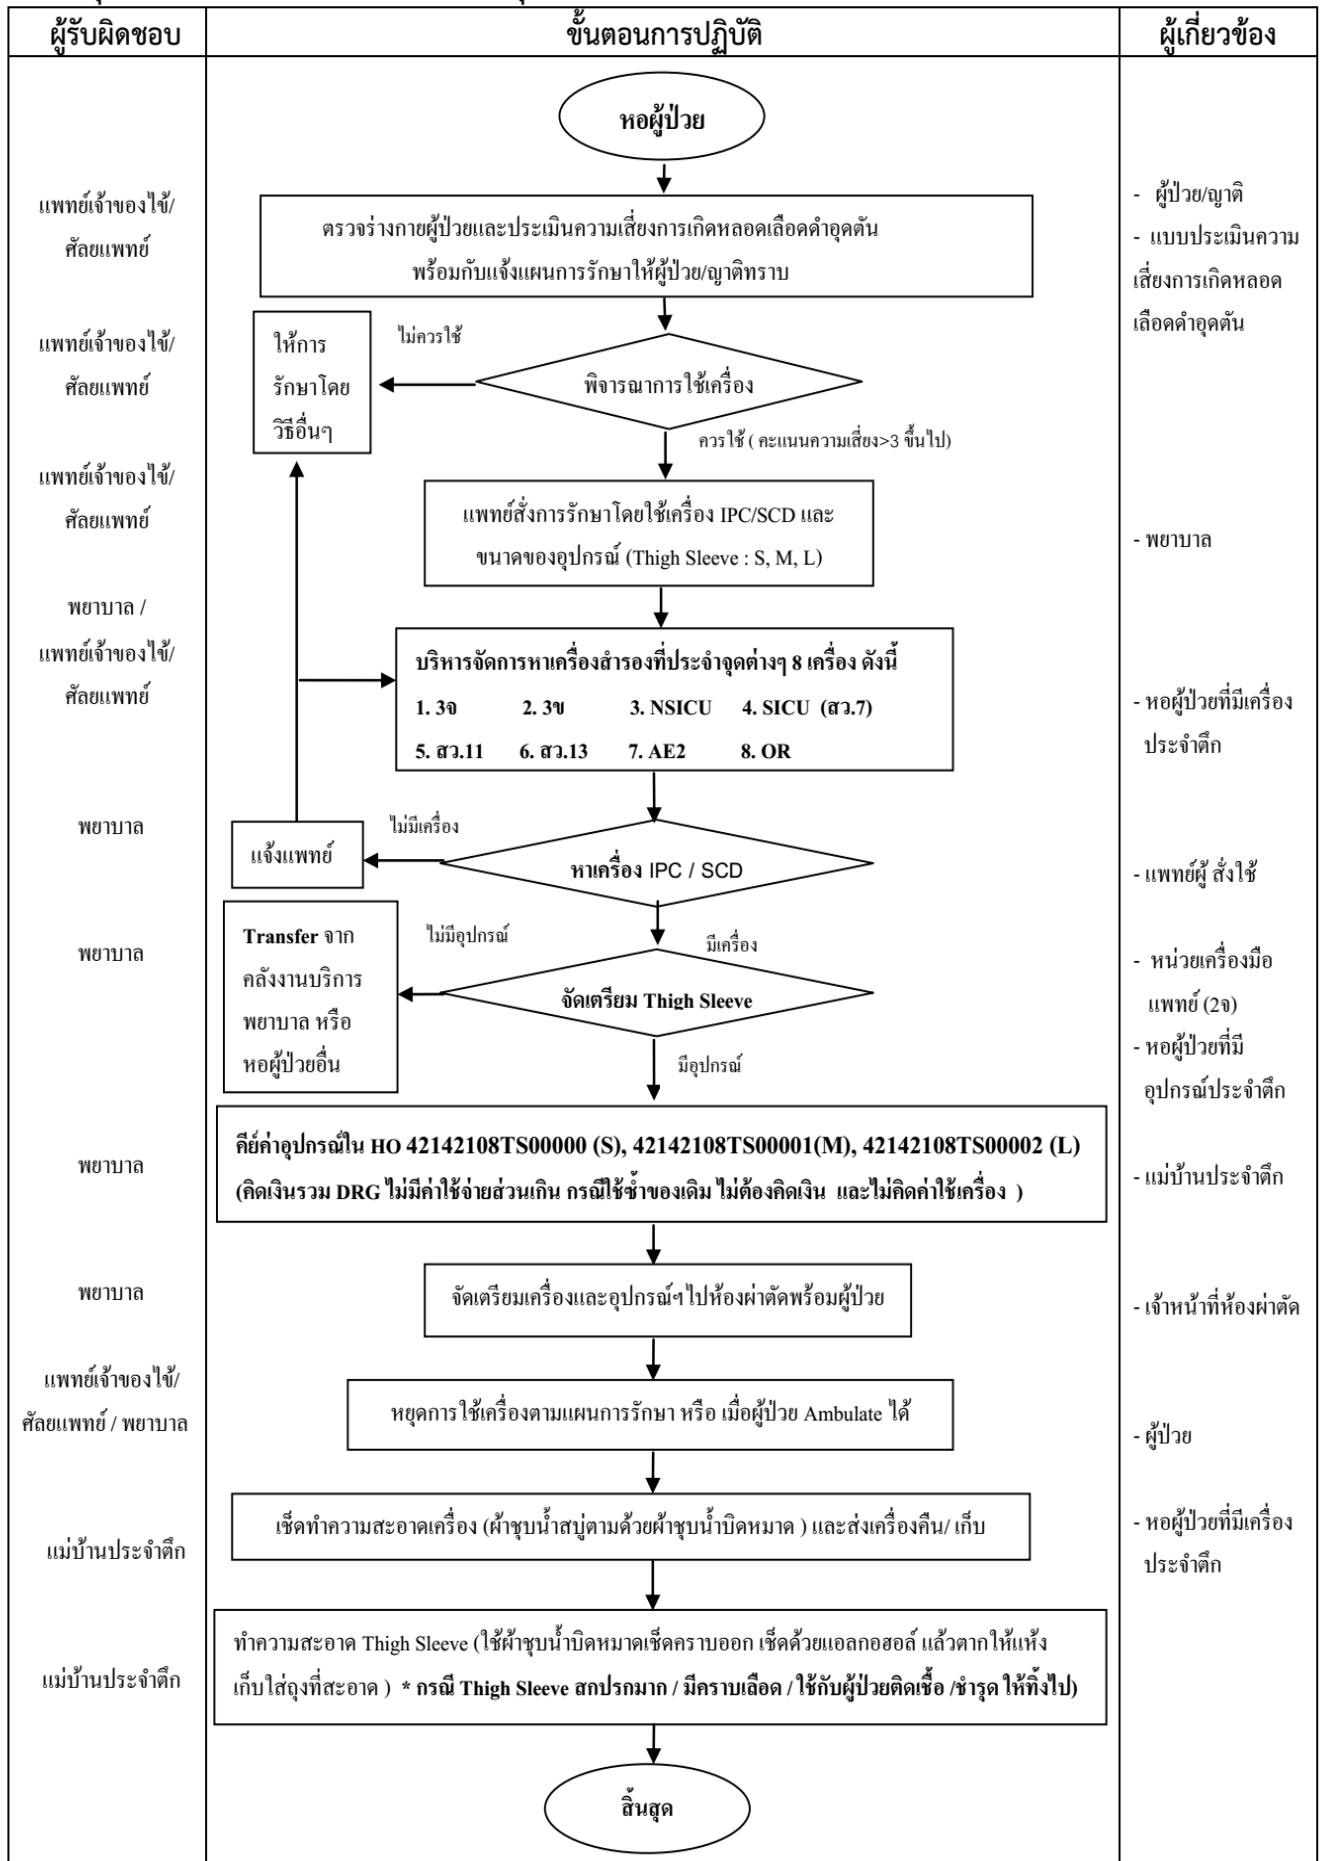 ผู้รับผิดชอบ
ขั้นตอนการปฏิบัติ
ผู้เกี่ยวข้อง
หอผู้ป่วย
แพทย์เจ้าของไข้/
ศัลยแพทย์
ตรวจร่างกายผู้ป่วยและประเมินความเสี่ยงการเกิดหลอดเลือดดำอุดตัน
พร้อมกับแจ้งแผนการรักษาให้ผู้ป่วย/ญาติทราบ
- ผู้ป่วย/ญาติ
- แบบประเมินความ
เสี่ยงการเกิดหลอด
เลือดดำอุดตัน
แพทย์เจ้าของไข้/
ศัลยแพทย์
ให้การ
รักษาโดย
วิธีอื่นๆ
ไม่ควรใช้
พิจารณาการใช้เครื่อง
ควรใช้ ( คะแนนความเสี่ยง>3 ขึ้นไป)
แพทย์เจ้าของไข้/
ศัลยแพทย์
แพทย์สั่งการรักษาโดยใช้เครื่อง IPC/SCD และ
ขนาดของอุปกรณ์ (Thigh Sleeve : S, M, L)
- พยาบาล
พยาบาล /
แพทย์เจ้าของไข้/
ศัลยแพทย์
บริหารจัดการหาเครื่องสำรองที่ประจำจุดต่างๆ 8 เครื่อง ดังนี้
1. 3จ 2. 3ข 3. NSICU 4. SICU (สว.7)
5. สว.11 6. สว.13 7. AE2 8. OR
- หอผู้ป่วยที่มีเครื่อง
ประจำตึก
พยาบาล
แจ้งแพทย์
ไม่มีเครื่อง
หาเครื่อง IPC / SCD
มีเครื่อง
- แพทย์ผู้ สั่งใช้
พยาบาล
Transfer จาก
คลังงานบริการ
พยาบาล หรือ
หอผู้ป่วยอื่น
ไม่มีอุปกรณ์
จัดเตรียม Thigh Sleeve
มีอุปกรณ์
- หน่วยเครื่องมือ
แพทย์ (2จ)
- หอผู้ป่วยที่มี
อุปกรณ์ประจำตึก
พยาบาล
คีย์ค่าอุปกรณ์ใน HO 42142108TS00000 (S), 42142108TS00001(M), 42142108TS00002 (L)
(คิดเงินรวม DRG ไม่มีค่าใช้จ่ายส่วนเกิน กรณีใช้ซ้ำของเดิม ไม่ต้องคิดเงิน และไม่คิดค่าใช้เครื่อง )
- แม่บ้านประจำตึก
พยาบาล
จัดเตรียมเครื่องและอุปกรณ์ฯไปห้องผ่าตัดพร้อมผู้ป่วย
- เจ้าหน้าที่ห้องผ่าตัด
แพทย์เจ้าของไข้/
ศัลยแพทย์ / พยาบาล
หยุดการใช้เครื่องตามแผนการรักษา หรือ เมื่อผู้ป่วย Ambulate ได้
- ผู้ป่วย
แม่บ้านประจำตึก
เช็ดทำความสะอาดเครื่อง (ผ้าชุบน้ำสบู่ตามด้วยผ้าชุบน้ำบิดหมาด ) และส่งเครื่องคืน/ เก็บ
- หอผู้ป่วยที่มีเครื่อง
ประจำตึก
แม่บ้านประจำตึก
ทำความสะอาด Thigh Sleeve (ใช้ผ้าชุบน้ำบิดหมาดเช็ดคราบออก เช็ดด้วยแอลกอฮอล์ แล้วตากให้แห้ง
เก็บใส่ถุงที่สะอาด ) * กรณี Thigh Sleeve สกปรกมาก / มีคราบเลือด / ใช้กับผู้ป่วยติดเชื้อ /ชำรุด ให้ทิ้งไป)
สิ้นสุด